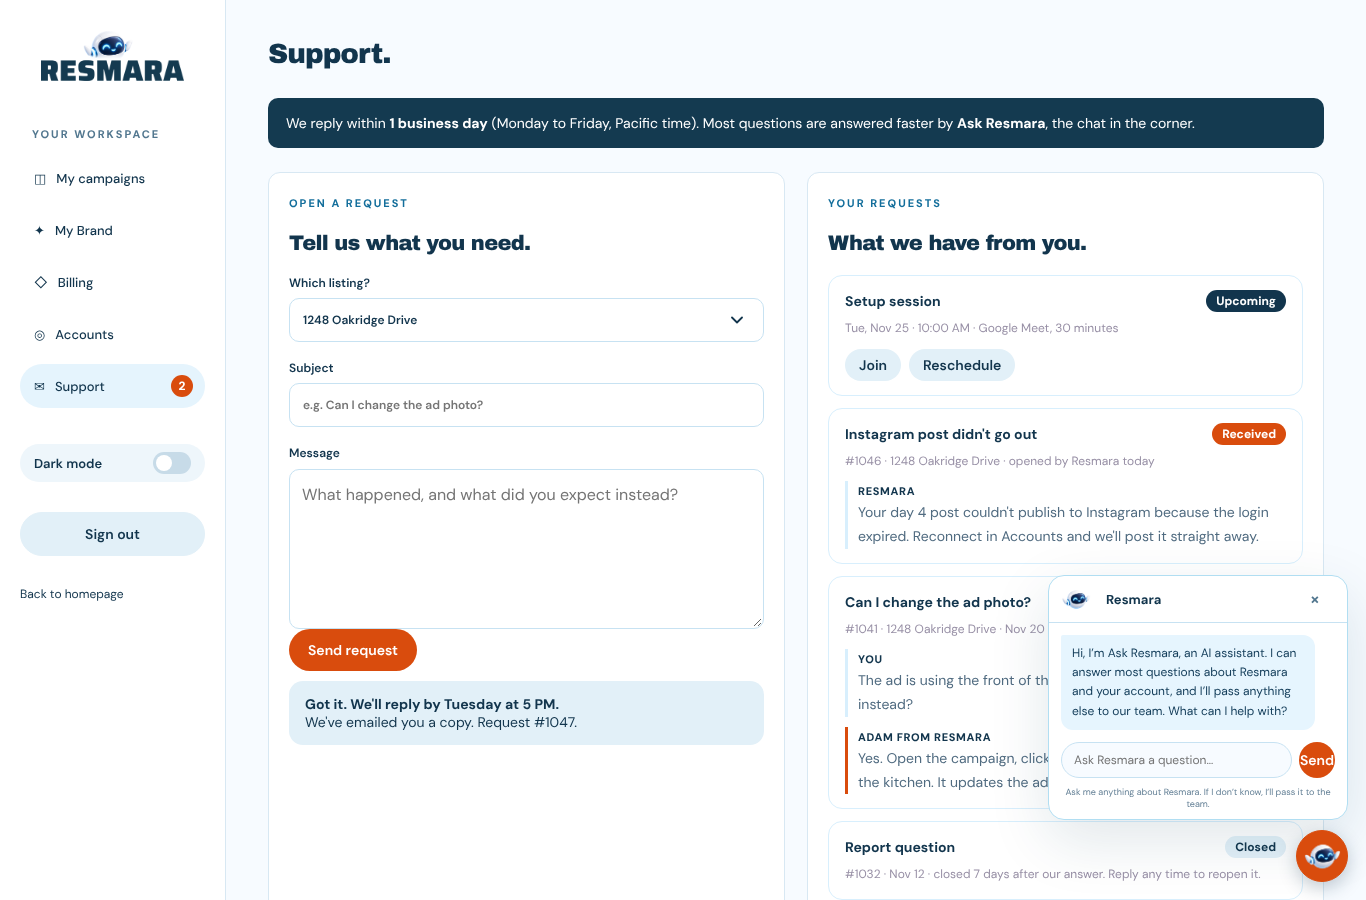 RESMARA
YOUR WORKSPACE
My campaigns
My Brand
Billing
Accounts
Support
2
Dark mode
Sign out
Back to homepage
Support.
We reply within 1 business day (Monday to Friday, Pacific time). Most questions are answered faster by Ask Resmara, the chat in the corner.
OPEN A REQUEST
Tell us what you need.
Which listing?
1248 Oakridge Drive
Subject
e.g. Can I change the ad photo?
Message
What happened, and what did you expect instead?
Send request
Got it. We'll reply by Tuesday at 5 PM.
We've emailed you a copy. Request #1047.
YOUR REQUESTS
What we have from you.
Setup session
Upcoming
Tue, Nov 25 · 10:00 AM · Google Meet, 30 minutes
Join
Reschedule
Instagram post didn't go out
Received
#1046 · 1248 Oakridge Drive · opened by Resmara today
RESMARA
Your day 4 post couldn't publish to Instagram because the login
expired. Reconnect in Accounts and we'll post it straight away.
Can I change the ad photo?
#1041 · 1248 Oakridge Drive · Nov 20
YOU
The ad is using the front of th
instead?
ADAM FROM RESMARA
Yes. Open the campaign, click
the kitchen. It updates the ad
Report question
Closed
#1032 · Nov 12 · closed 7 days after our answer. Reply any time to reopen it.
Resmara
×
Hi, I’m Ask Resmara, an AI assistant. I can
answer most questions about Resmara
and your account, and I’ll pass anything
else to our team. What can I help with?
Ask Resmara a question…
Send
Ask me anything about Resmara. If I don’t know, I’ll pass it to the
team.